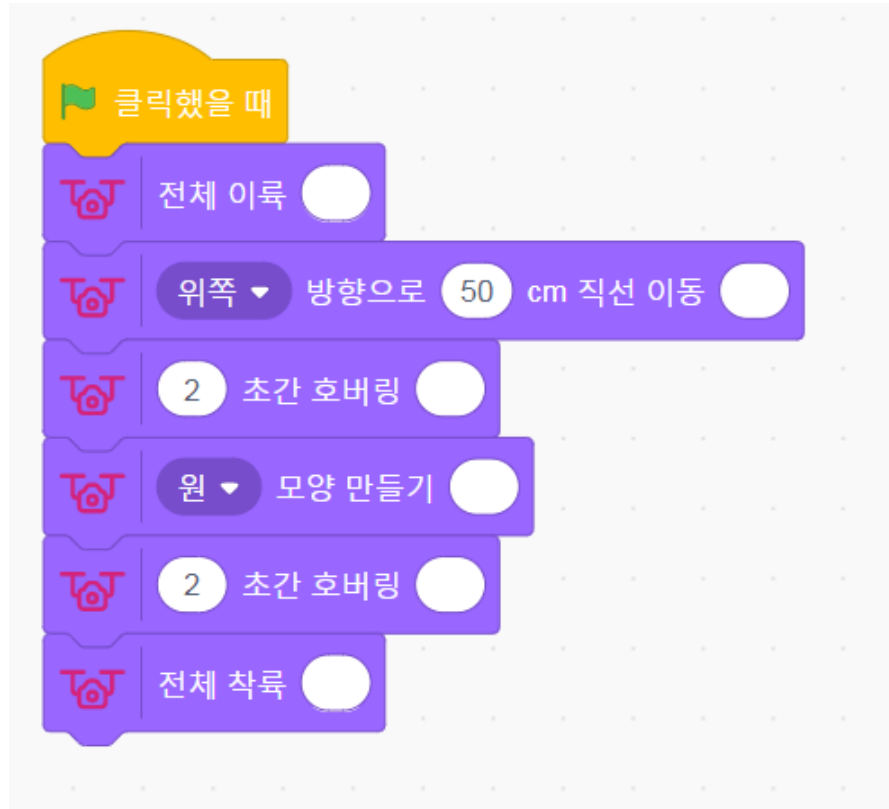 클릭했을 때
전체 이륙
위쪽 방향으로 50 cm 직선 이동
2 초간 호버링
원 모양 만들기
2 초간 호버링
전체 착륙